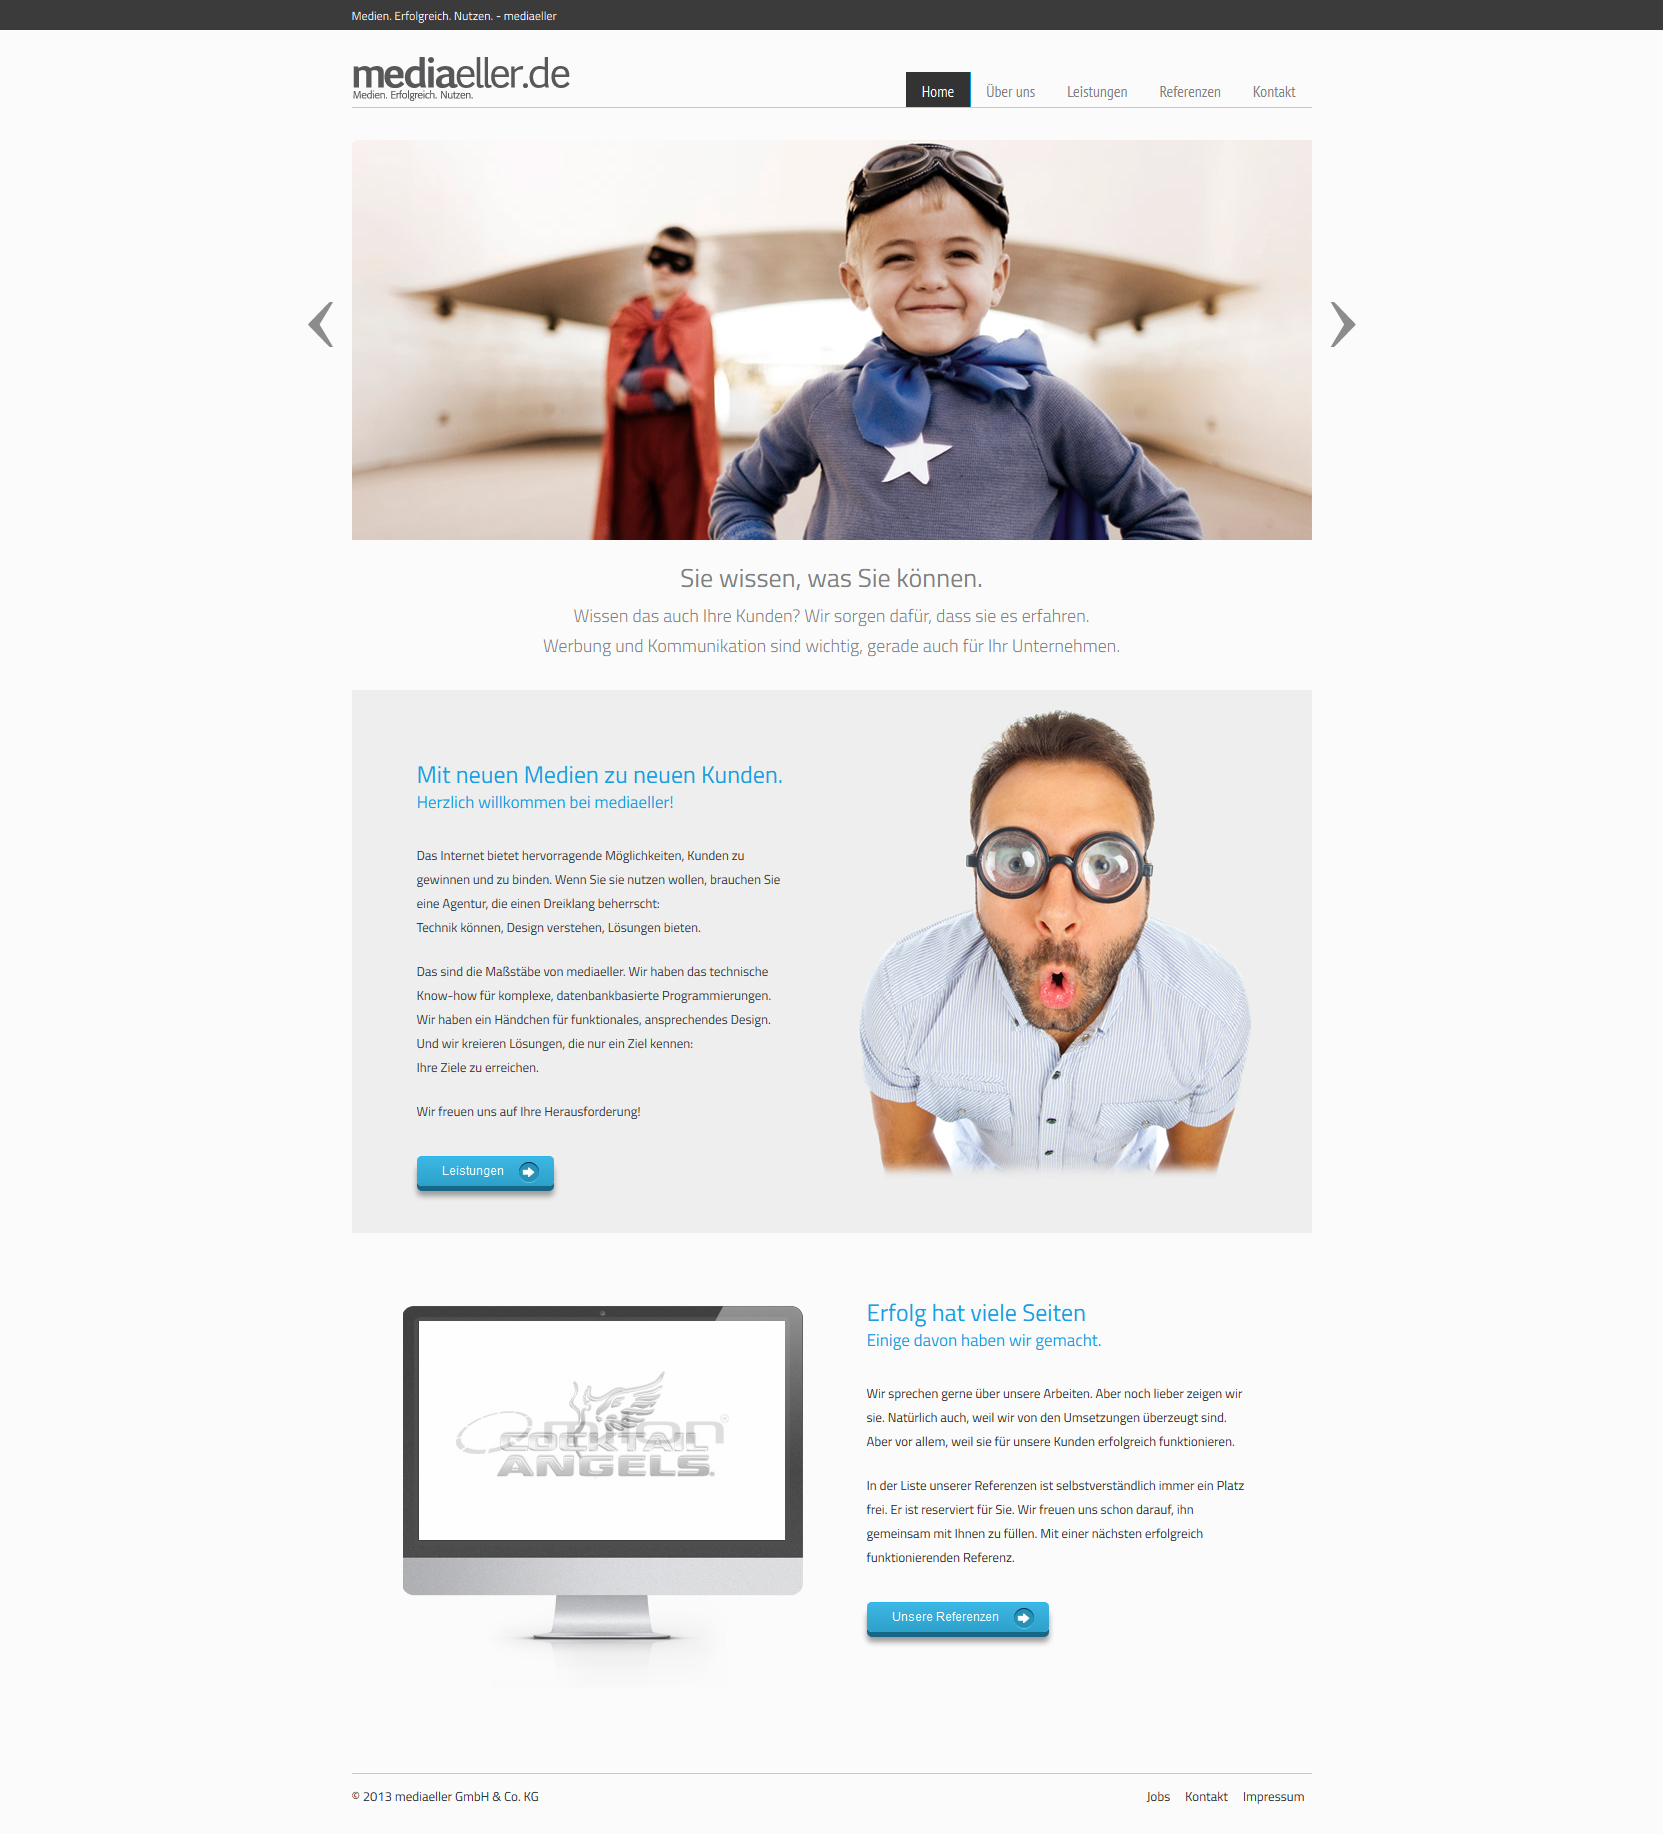 Medien. Erfolgreich. Nutzen. - mediaeller
mediaeller.de
Medien. Erfolgreich. Nutzen.
Home Über uns Leistungen Referenzen Kontakt
Sie wissen, was Sie können.
Wissen das auch Ihre Kunden? Wir sorgen dafür, dass sie es erfahren.
Werbung und Kommunikation sind wichtig, gerade auch für Ihr Unternehmen.
Mit neuen Medien zu neuen Kunden.
Herzlich willkommen bei mediaeller!
Das Internet bietet hervorragende Möglichkeiten, Kunden zu
gewinnen und zu binden. Wenn Sie sie nutzen wollen, brauchen Sie
eine Agentur, die einen Dreiklang beherrscht:
Technik können, Design verstehen, Lösungen bieten.
Das sind die Maßstäbe von mediaeller. Wir haben das technische
Know-how für komplexe, datenbankbasierte Programmierungen.
Wir haben ein Händchen für funktionales, ansprechendes Design.
Und wir kreieren Lösungen, die nur ein Ziel kennen:
Ihre Ziele zu erreichen.
Wir freuen uns auf Ihre Herausforderung!
Leistungen
COCKTAIL
ANGELS®
Erfolg hat viele Seiten
Einige davon haben wir gemacht.
Wir sprechen gerne über unsere Arbeiten. Aber noch lieber zeigen wir
sie. Natürlich auch, weil wir von den Umsetzungen überzeugt sind.
Aber vor allem, weil sie für unsere Kunden erfolgreich funktionieren.
In der Liste unserer Referenzen ist selbstverständlich immer ein Platz
frei. Er ist reserviert für Sie. Wir freuen uns schon darauf, ihn
gemeinsam mit Ihnen zu füllen. Mit einer nächsten erfolgreich
funktionierenden Referenz.
Unsere Referenzen
© 2013 mediaeller GmbH & Co. KG
Jobs Kontakt Impressum